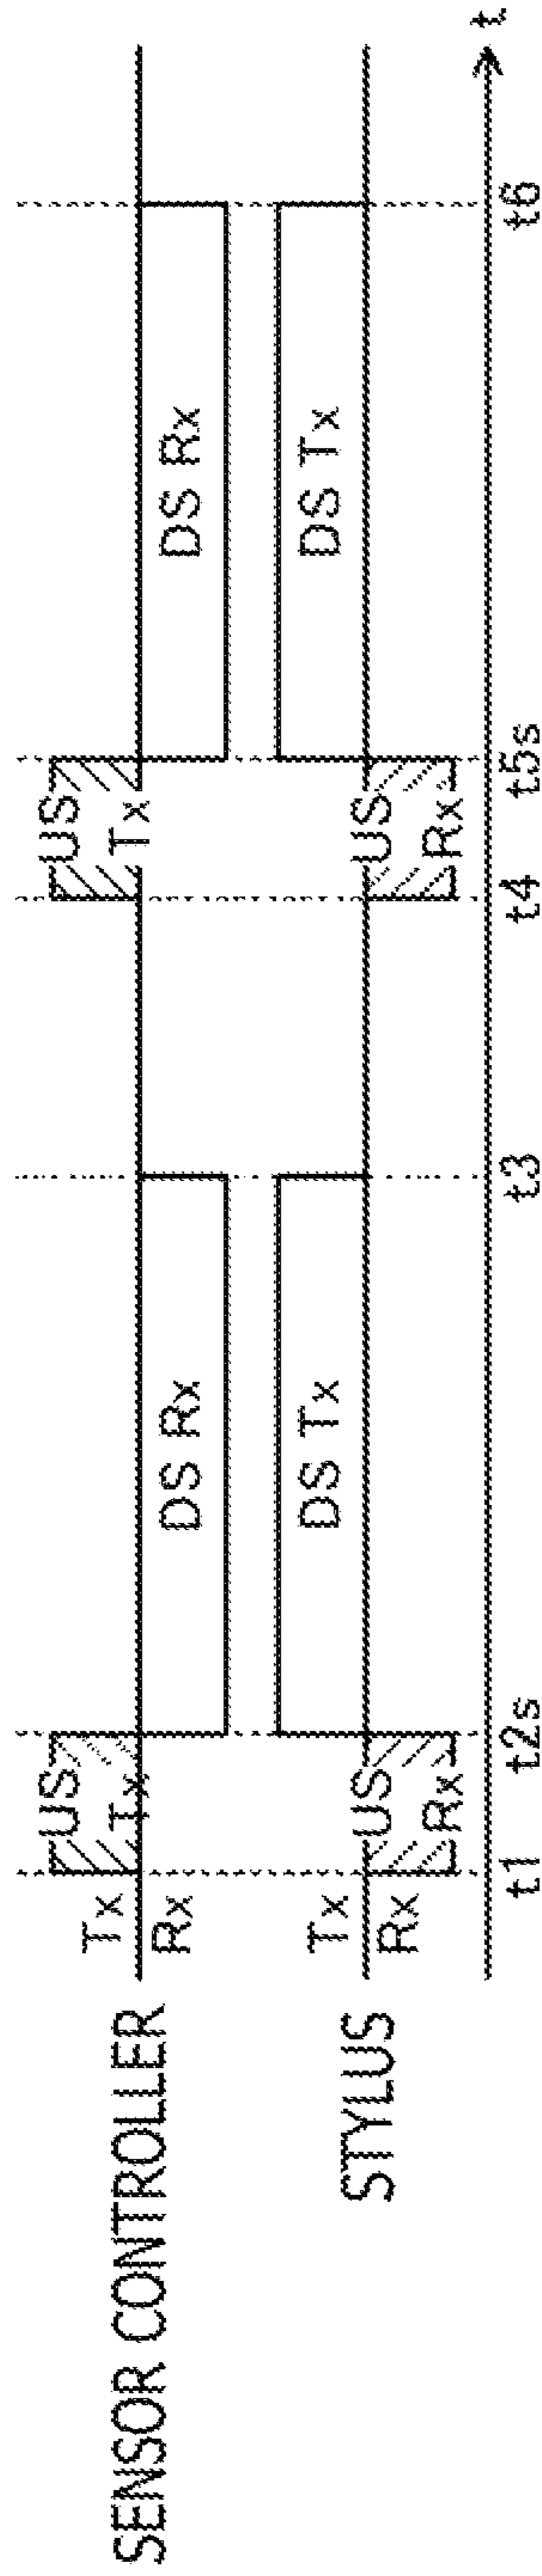 SENSOR CONTROLLER
Tx
Rx
US
Tx
DS Rx
US
Tx
DS Rx
STYLUS
Tx
Rx
DS Tx
US
Rx
DS Tx
US
Rx
t1 t2s t3 t4 t5s t6 t